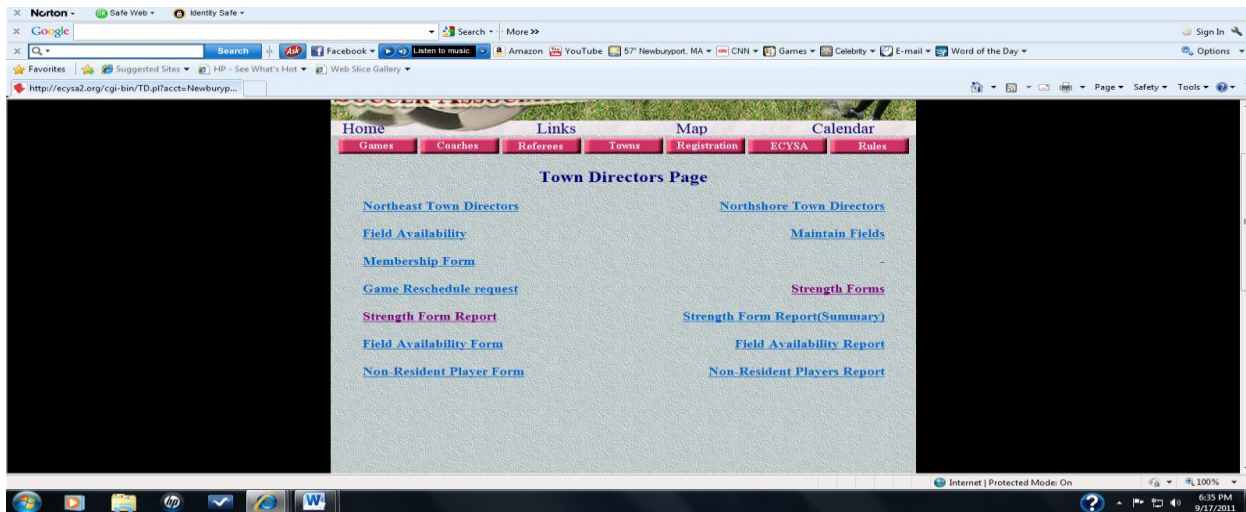 Norton - Safe Web - Identity Safe -
Google Search - More >>
Search Ask Facebook Listen to music Amazon YouTube 57° Newburyport, MA CNN Games Celebrity E-mail Word of the Day Options Sign In
Favorites Suggested Sites HP - See What's Hot Web Slice Gallery
http://ecysa2.org/cgi-bin/TD.pl?acct=Newburyp... Page Safety Tools
Home Links Map Calendar
Games Coaches Referees Towns Registration ECYSA Rules
Town Directors Page
Northeast Town Directors Northshore Town Directors
Field Availability Maintain Fields
Membership Form -
Game Reschedule request Strength Forms
Strength Form Report Strength Form Report(Summary)
Field Availability Form Field Availability Report
Non-Resident Player Form Non-Resident Players Report
Internet | Protected Mode: On 100%
6:35 PM
9/17/2011